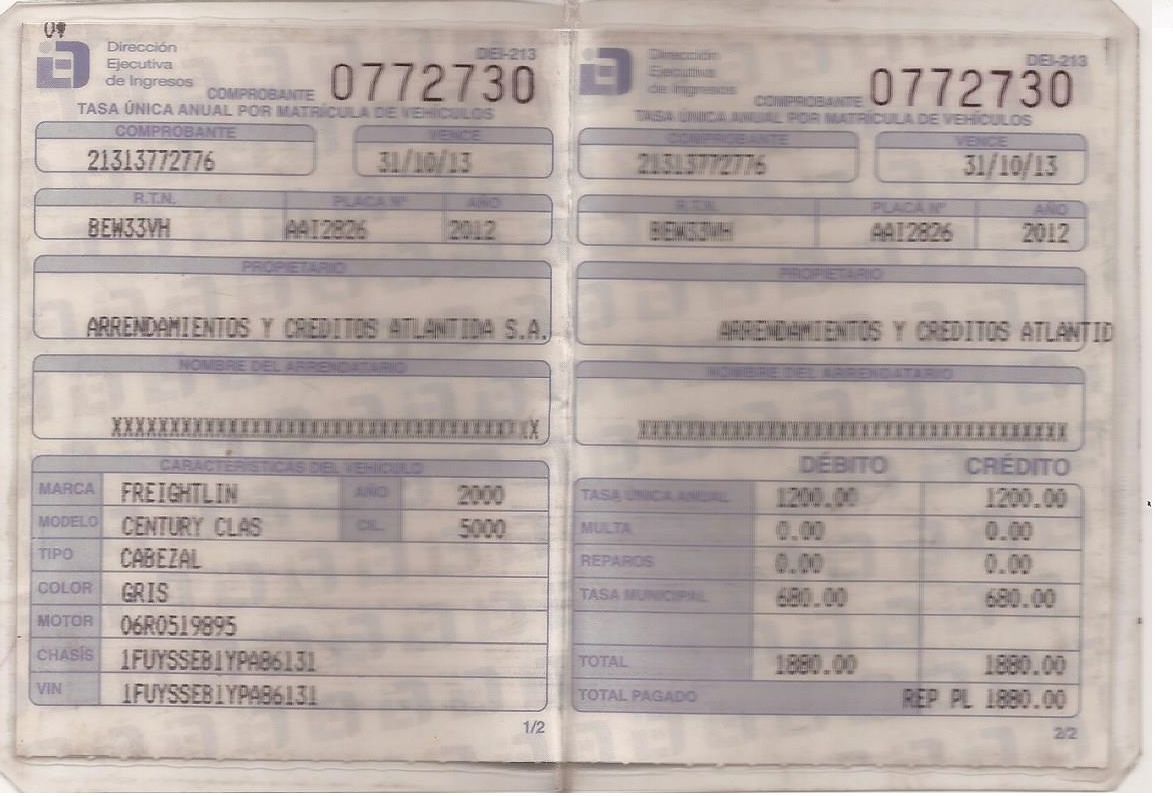 09
Dirección
Ejecutiva
de Ingresos
DEI-213
COMPROBANTE 0772730
TASA ÚNICA ANUAL POR MATRÍCULA DE VEHÍCULOS
COMPROBANTE VENCE
21313772776 31/10/13
R.T.N. PLACA Nº AÑO
BEW33VH AAI2826 2012
PROPIETARIO
ARRENDAMIENTOS Y CREDITOS ATLANTIDA S.A.
NOMBRE DEL ARRENDATARIO
CARACTERÍSTICAS DEL VEHÍCULO
MARCA FREIGHTLIN AÑO 2000
MODELO CENTURY CLAS CIL. 5000
TIPO CABEZAL
COLOR GRIS
MOTOR 06R0519895
CHASÍS 1FUYSSEB1YPA86131
VIN 1FUYSSEB1YPA86131
1/2
Dirección
Ejecutiva
de Ingresos
DEI-213
COMPROBANTE 0772730
TASA ÚNICA ANUAL POR MATRÍCULA DE VEHÍCULOS
COMPROBANTE VENCE
21313772776 31/10/13
R.T.N. PLACA Nº AÑO
BEW33VH AAI2826 2012
PROPIETARIO
ARRENDAMIENTOS Y CREDITOS ATLANTID
NOMBRE DEL ARRENDATARIO
DÉBITO CRÉDITO
TASA ÚNICA ANUAL 1200.00 1200.00
MULTA 0.00 0.00
REPAROS 0.00 0.00
TASA MUNICIPAL 680.00 680.00
TOTAL 1880.00 1880.00
TOTAL PAGADO REP PL 1880.00
2/2